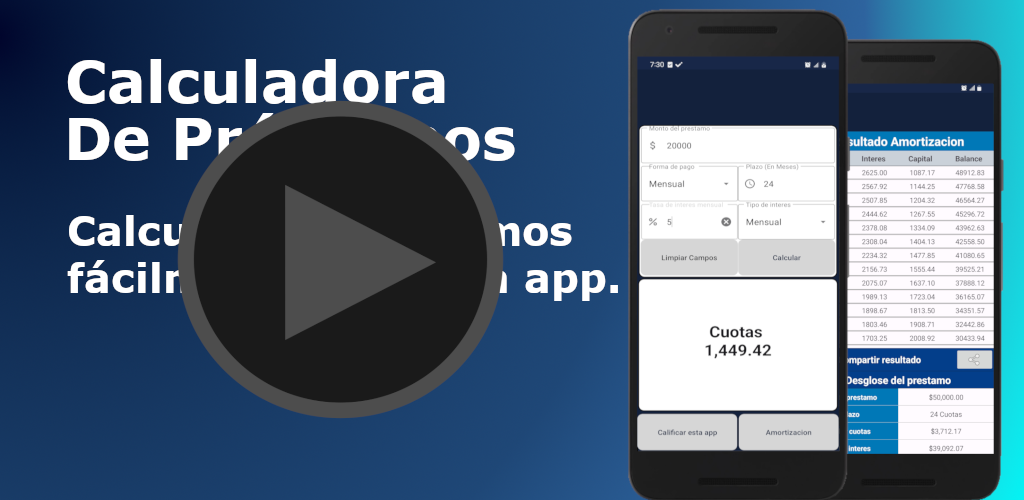 Calculadora
De Pr
os
Calcu
mos
fáciln
app.
7:30
Monto del prestamo
$ 20000
Forma de pago
Plazo (En Meses)
Mensual
24
Tasa de interes mensual
Tipo de interes
% 5
Mensual
Limpiar Campos
Calcular
Cuotas
1,449.42
Calificar esta app
Amortizacion
sultado Amortizacion
Interes Capital Balance
2625.00 1087.17 48912.83
2567.92 1144.25 47768.58
2507.85 1204.32 46564.27
2444.62 1267.55 45296.72
2378.08 1334.09 43962.63
2308.04 1404.13 42558.50
2234.32 1477.85 41080.65
2156.73 1555.44 39525.21
2075.07 1637.10 37888.12
1989.13 1723.04 36165.07
1898.67 1813.50 34351.57
1803.46 1908.71 32442.86
1703.25 2008.92 30433.94
ompartir resultado
Desglose del prestamo
prestamo $50,000.00
lazo 24 Cuotas
cuotas $3,712.17
interes $39,092.07